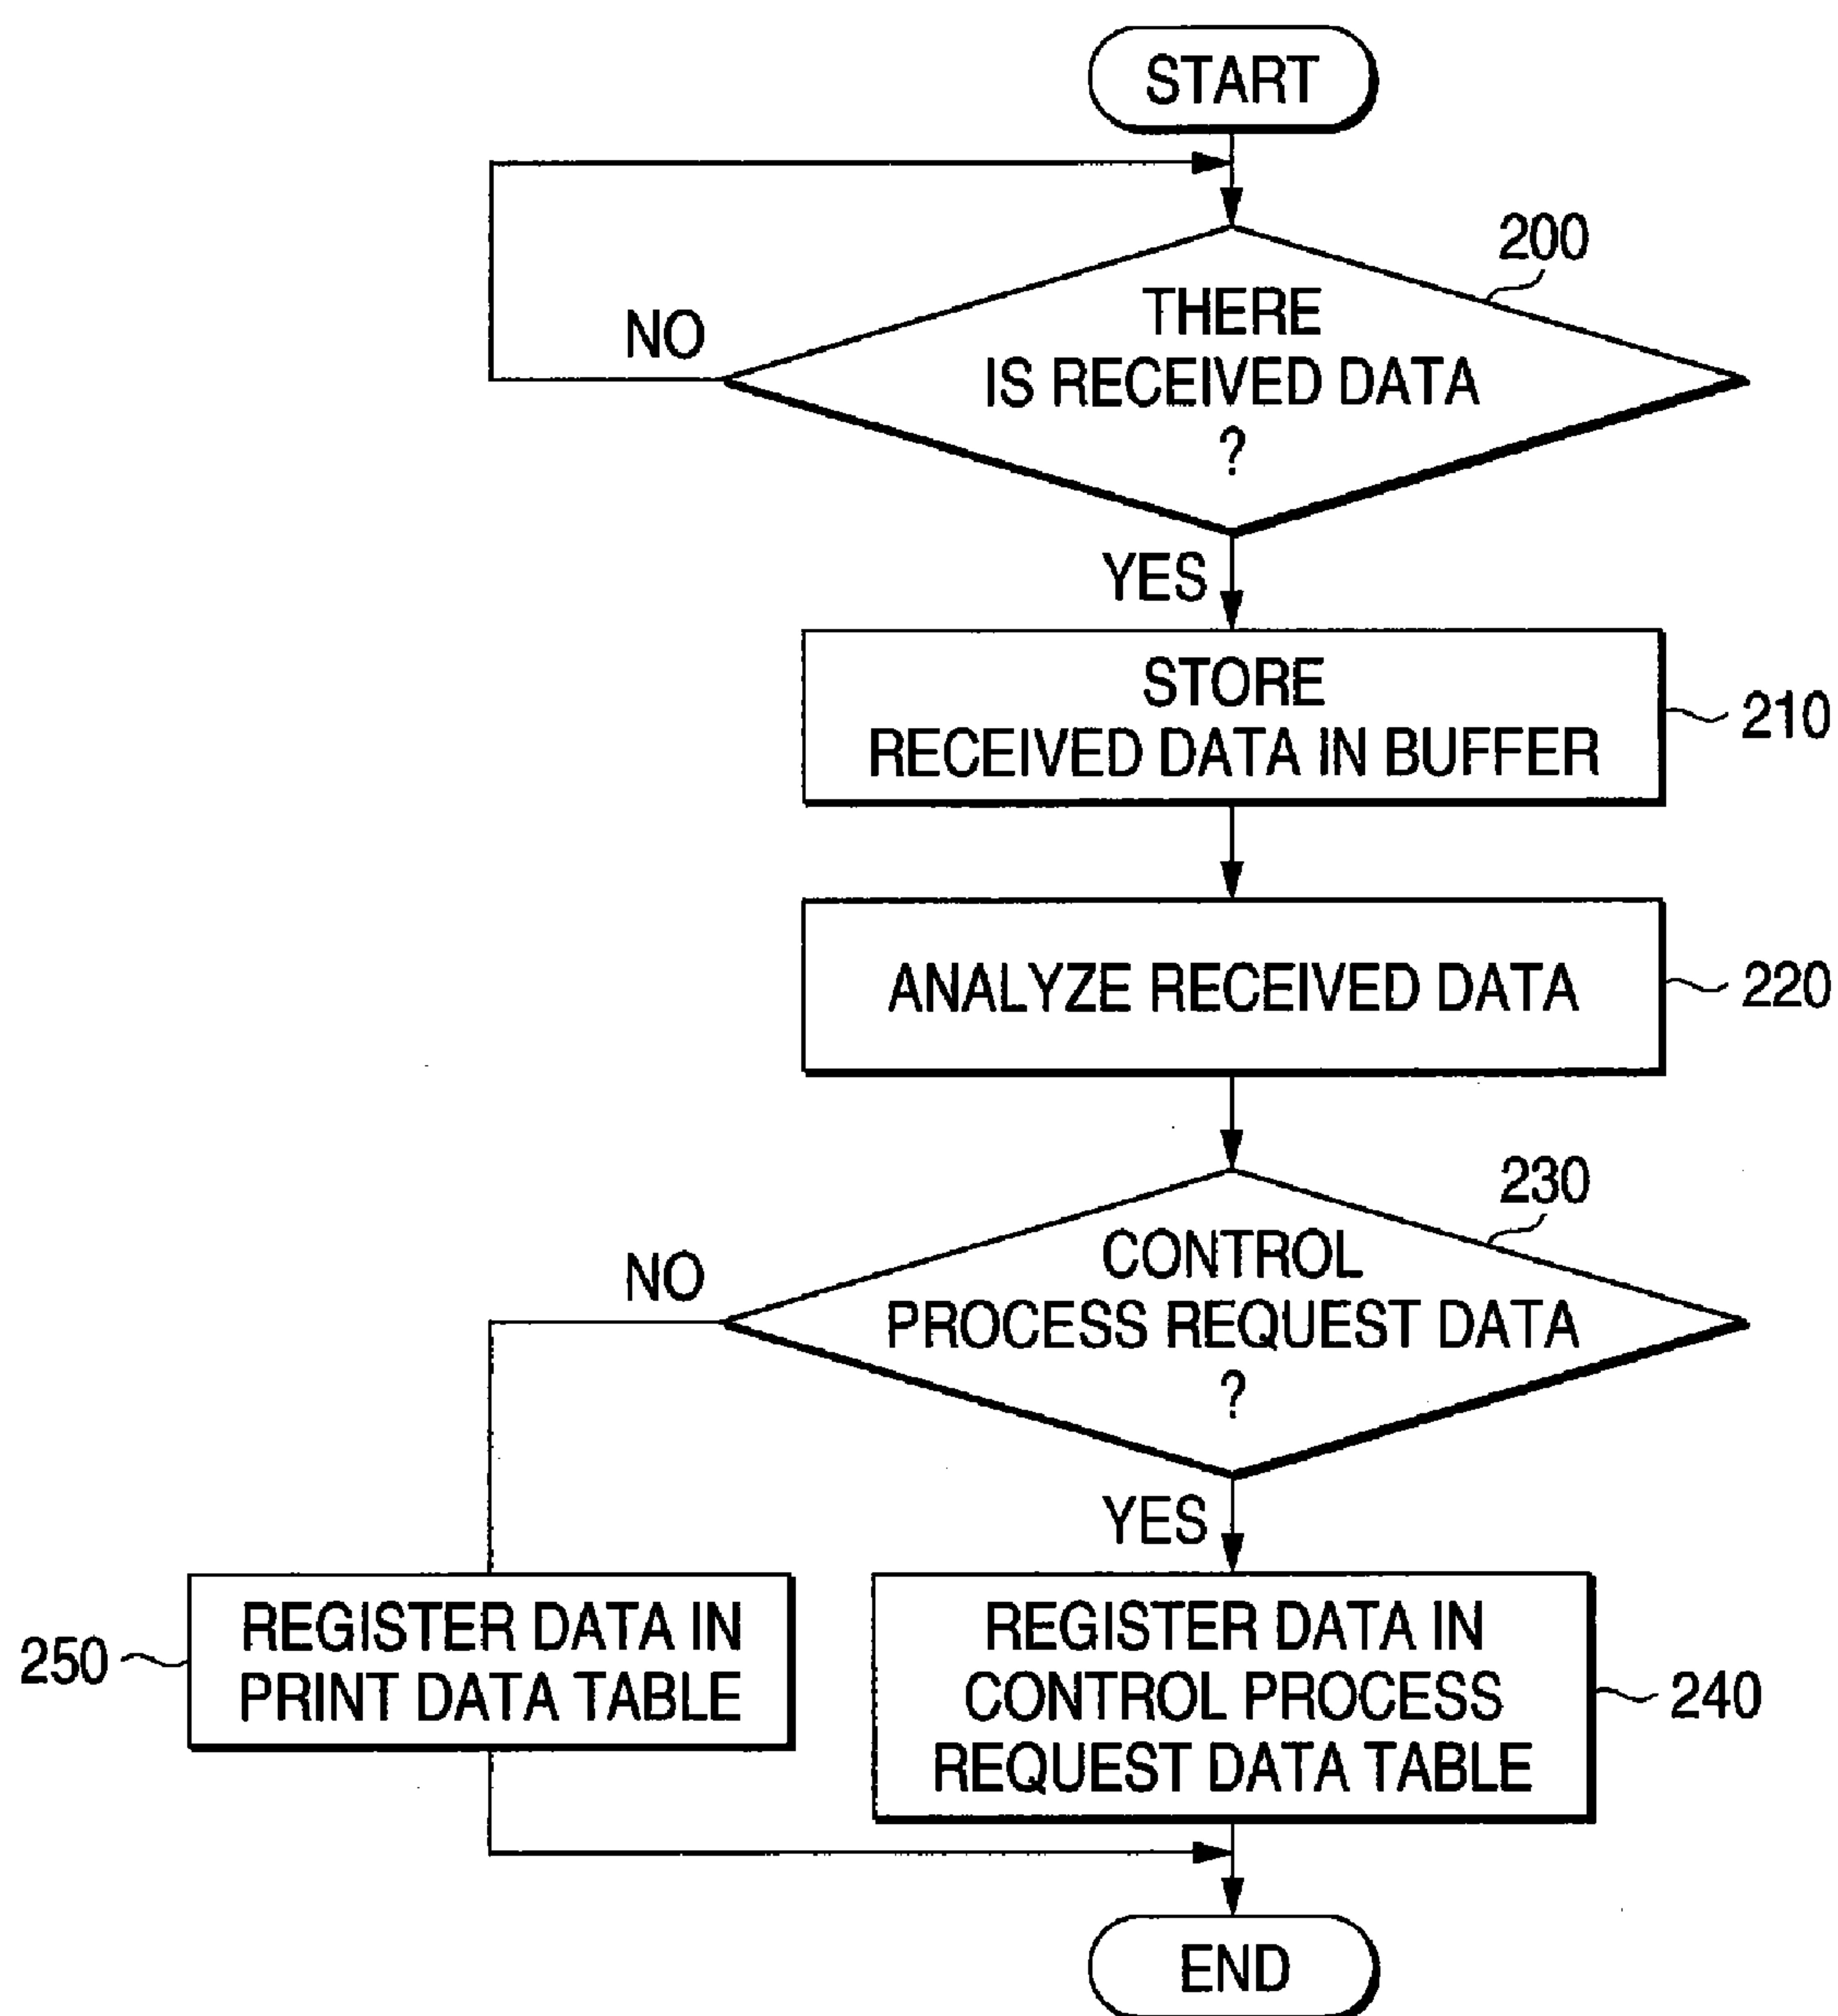 START
200
THERE
IS RECEIVED DATA
?
NO
YES
STORE
RECEIVED DATA IN BUFFER
210
ANALYZE RECEIVED DATA
220
230
CONTROL
PROCESS REQUEST DATA
?
NO
YES
250
REGISTER DATA IN
PRINT DATA TABLE
REGISTER DATA IN
CONTROL PROCESS
REQUEST DATA TABLE
240
END